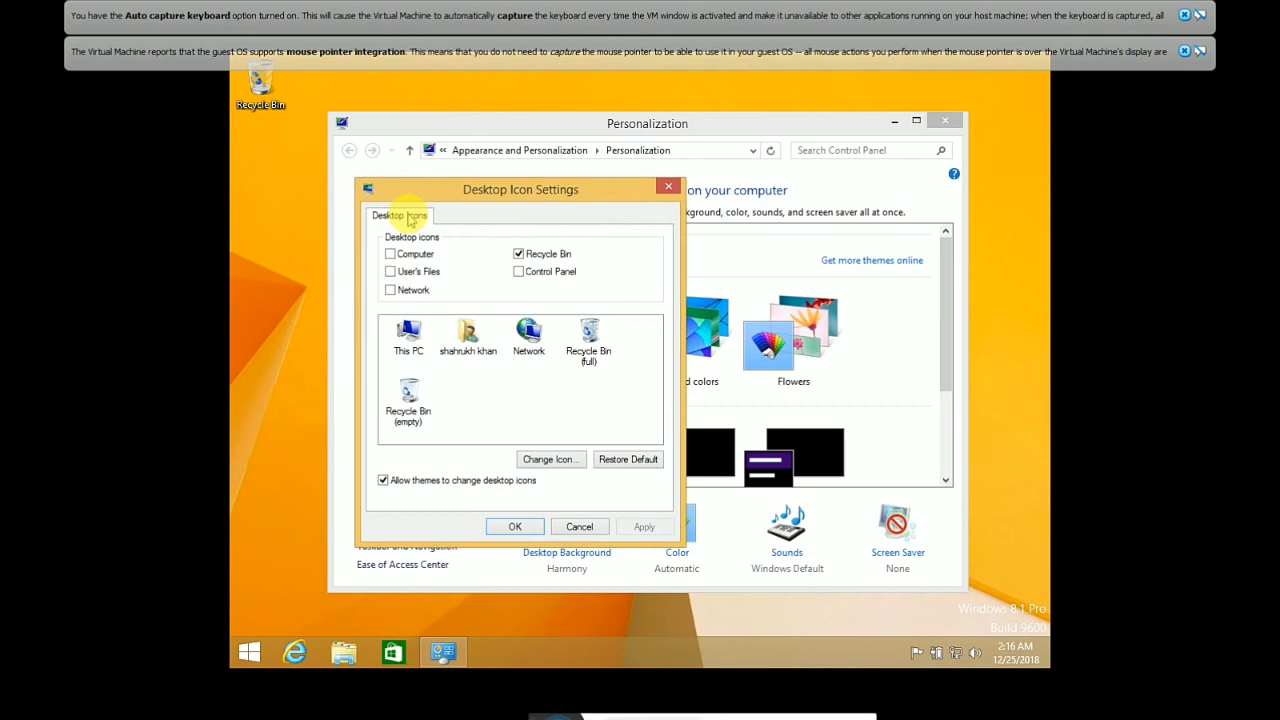 You have the Auto capture keyboard option turned on. This will cause the Virtual Machine to automatically capture the keyboard every time the VM window is activated and make it unavailable to other applications running on your host machine: when the keyboard is captured, all
The Virtual Machine reports that the guest OS supports mouse pointer integration. This means that you do not need to capture the mouse pointer to be able to use it in your guest OS -- all mouse actions you perform when the mouse pointer is over the Virtual Machine's display are
Recycle Bin
Personalization
« Appearance and Personalization
Personalization
Search Control Panel
Desktop Icon Settings
on your computer
Desktop Icons
ground, color, sounds, and screen saver all at once.
Desktop icons
Computer
Recycle Bin
User's Files
Control Panel
Network
Get more themes online
This PC
shahrukh khan
Network
Recycle Bin
(full)
d colors
Flowers
Recycle Bin
(empty)
Change Icon...
Restore Default
Allow themes to change desktop icons
OK
Cancel
Apply
Taskbar and Navigation
Ease of Access Center
Desktop Background
Harmony
Color
Automatic
Sounds
Windows Default
Screen Saver
None
Windows 8.1 Pro
Build 9600
2:16 AM
12/25/2018